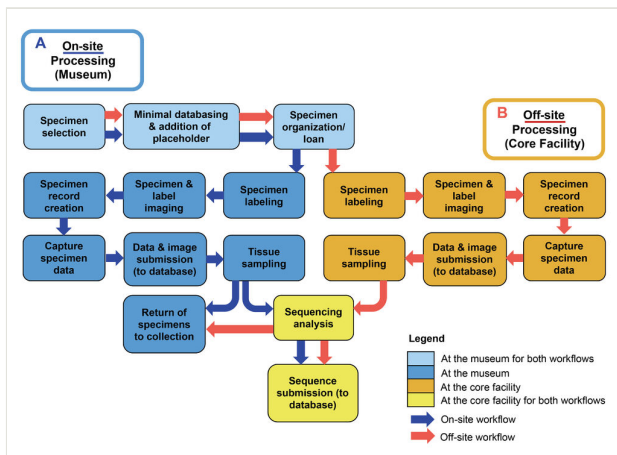 A On-site
Processing
(Museum)
B Off-site
Processing
(Core Facility)
Specimen
selection
Minimal databasing
& addition of
placeholder
Specimen
organization/
loan
Specimen
record
creation
Specimen &
label imaging
Specimen
labeling
Specimen
labeling
Specimen &
label imaging
Specimen
record
creation
Capture
specimen
data
Data & image
submission
(to database)
Tissue
sampling
Tissue
sampling
Data & image
submission
(to database)
Capture
specimen
data
Return of
specimens
to collection
Sequencing
analysis
Sequence
submission (to
database)
Legend
At the museum for both workflows
At the museum
At the core facility
At the core facility for both workflows
On-site workflow
Off-site workflow